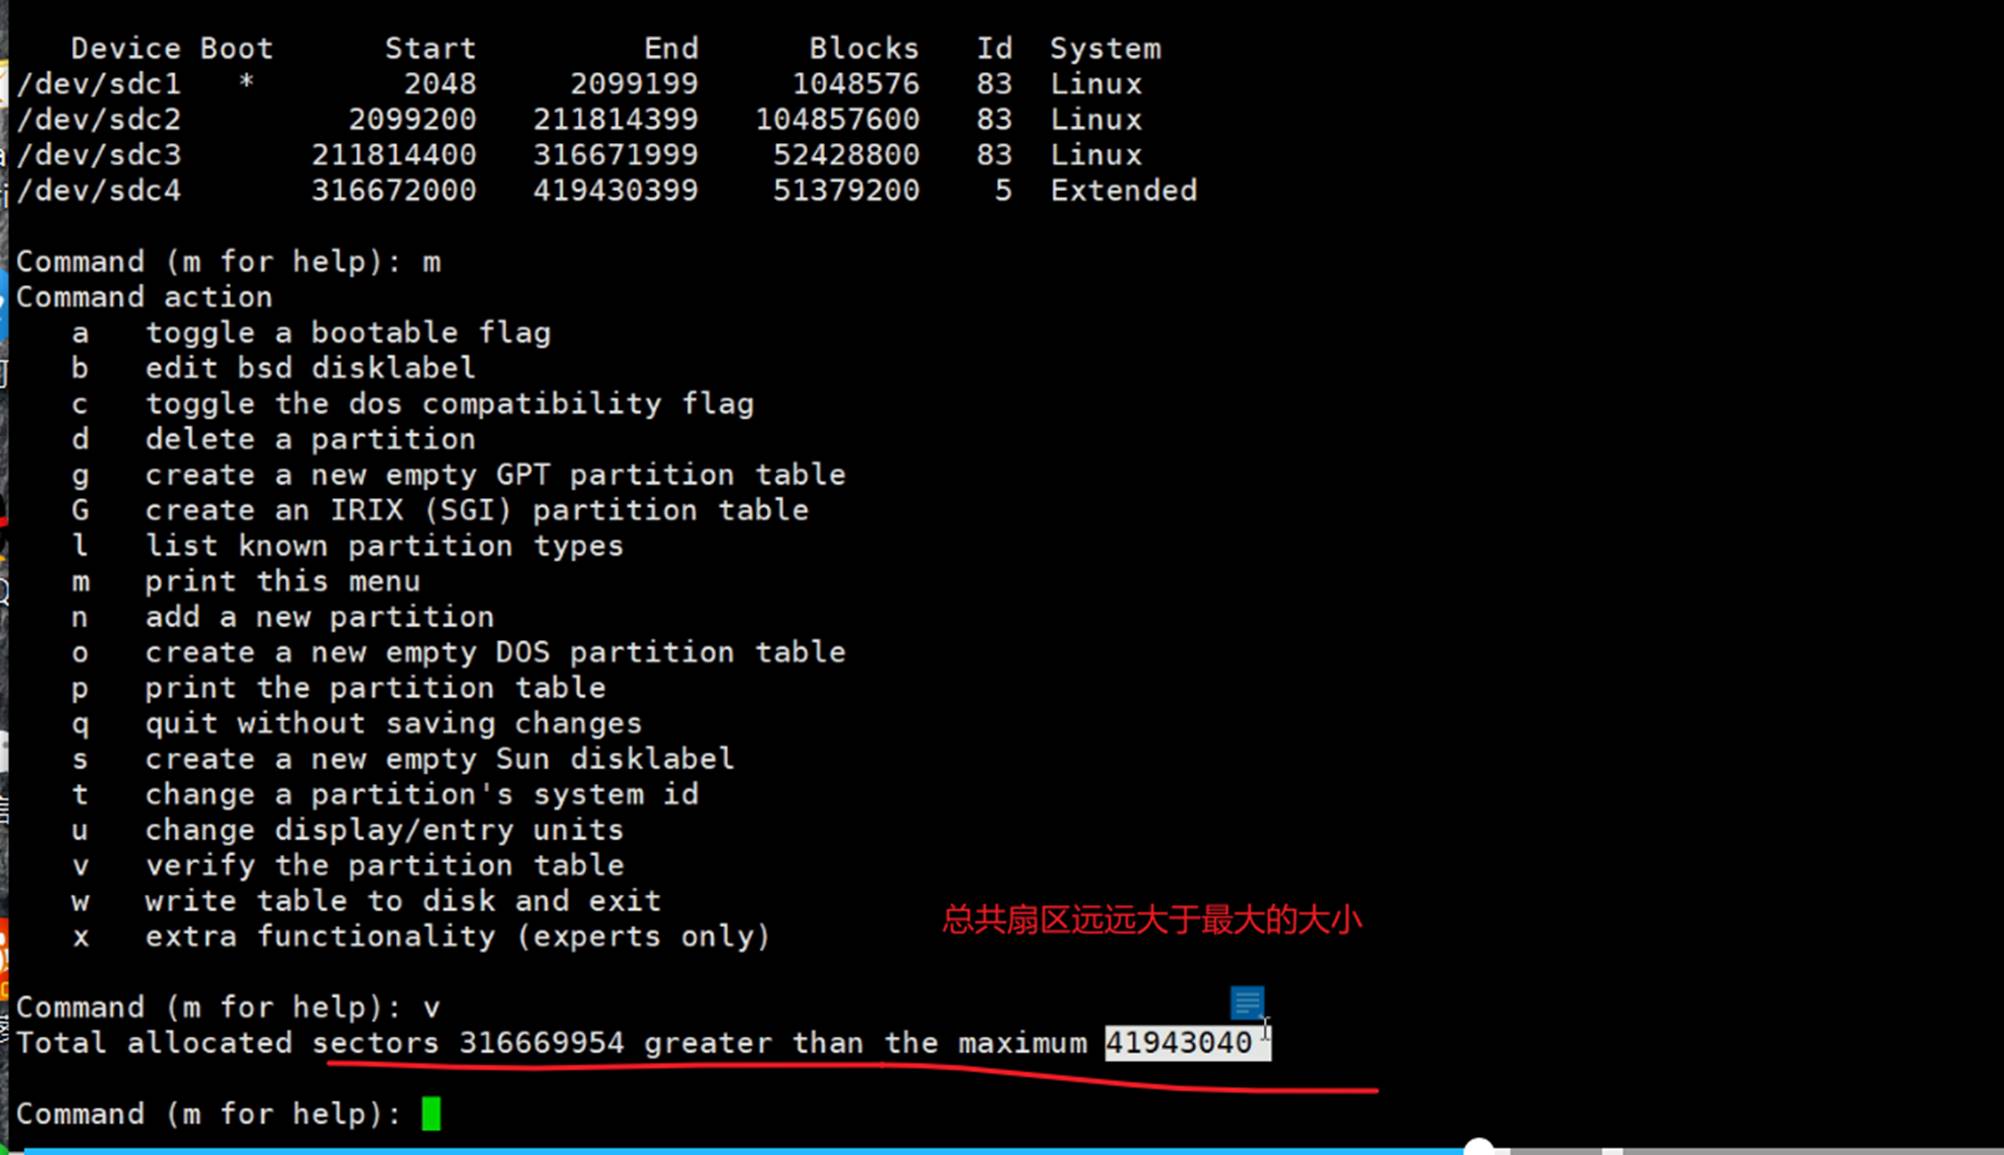 Device Boot Start End Blocks Id System
/dev/sdc1 * 2048 2099199 1048576 83 Linux
/dev/sdc2 2099200 211814399 104857600 83 Linux
/dev/sdc3 211814400 316671999 52428800 83 Linux
/dev/sdc4 316672000 419430399 51379200 5 Extended
Command (m for help): m
Command action
a toggle a bootable flag
b edit bsd disklabel
c toggle the dos compatibility flag
d delete a partition
g create a new empty GPT partition table
G create an IRIX (SGI) partition table
l list known partition types
m print this menu
n add a new partition
o create a new empty DOS partition table
p print the partition table
q quit without saving changes
s create a new empty Sun disklabel
t change a partition's system id
u change display/entry units
v verify the partition table
w write table to disk and exit
x extra functionality (experts only)
总共扇区远远大于最大的大小
Command (m for help): v
Total allocated sectors 316669954 greater than the maximum 41943040
Command (m for help):